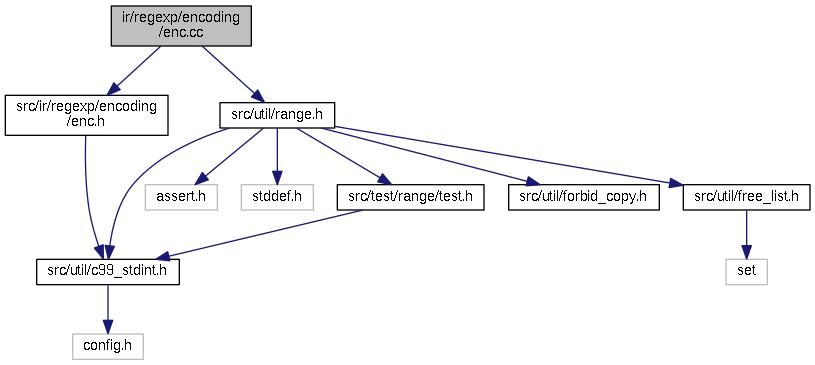 ir/regexp/encoding
/enc.cc
src/ir/regexp/encoding
/enc.h
src/util/range.h
assert.h
stddef.h
src/test/range/test.h
src/util/forbid_copy.h
src/util/free_list.h
src/util/c99_stdint.h
set
config.h